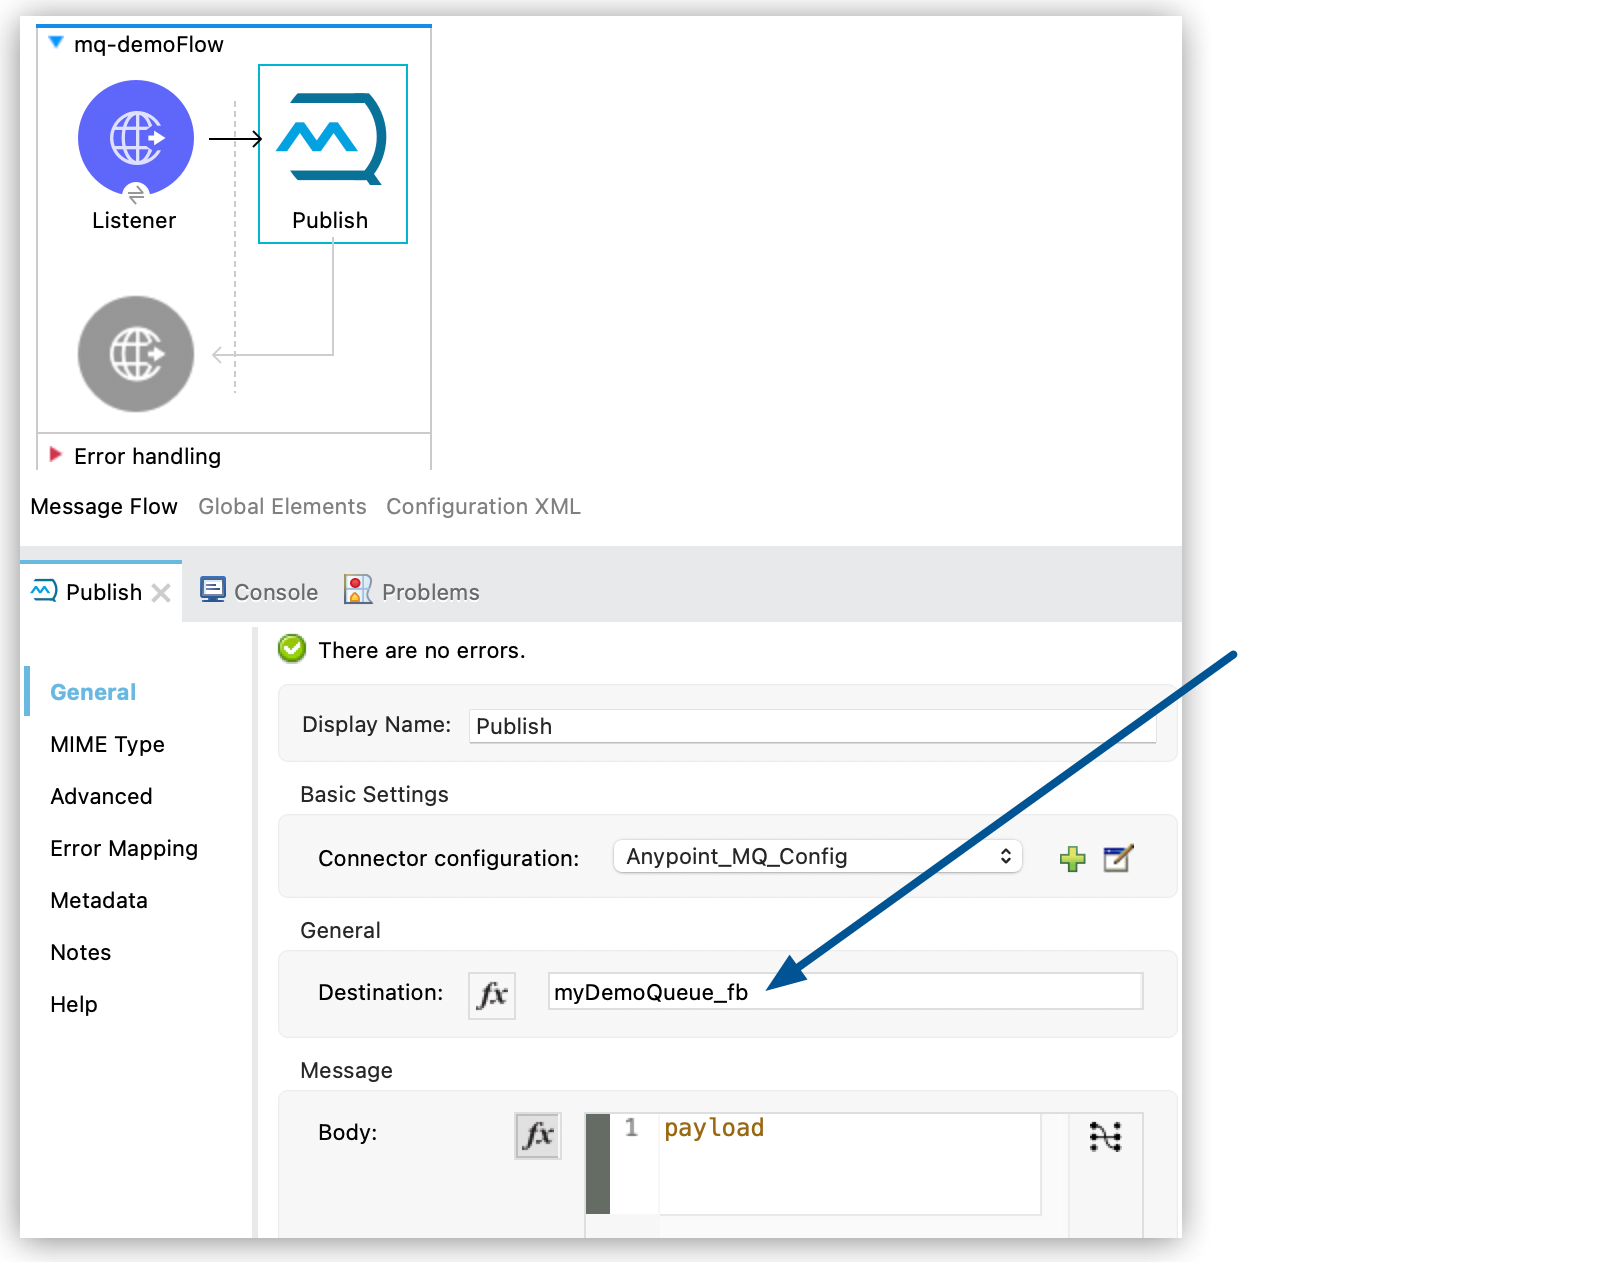 mq-demoFlow
Listener
Publish
Error handling
Message Flow Global Elements Configuration XML
Publish Console Problems
There are no errors.
General
MIME Type
Advanced
Error Mapping
Metadata
Notes
Help
Display Name: Publish
Basic Settings
Connector configuration: Anypoint_MQ_Config
General
Destination: fx myDemoQueue_fb
Message
Body: fx 1 payload